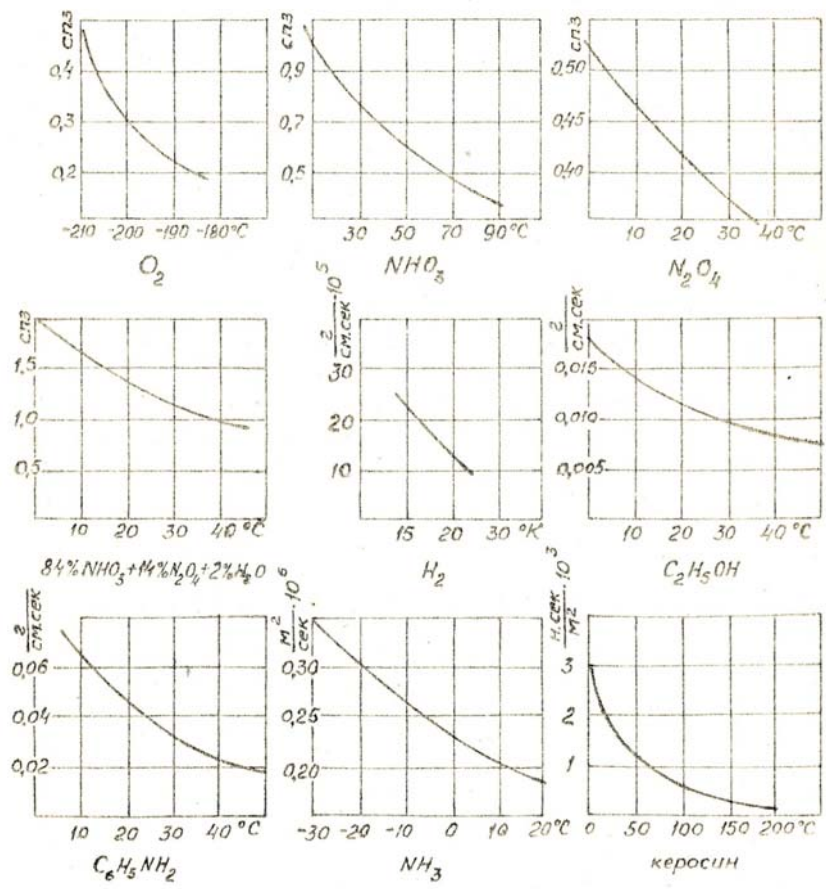 спз спз спз
0,4 0,9 0,50
0,3 0,7 0,45
0,2 0,5 0,40
-210 -200 -190 -180°C 30 50 70 90°C 10 20 30 40°C
O₂ NHO₃ N₂O₄
спз г/см.сек·10⁵ г/см.сек
1,5 30 0,015
1,0 20 0,010
0,5 10 0,005
10 20 30 40°C 15 20 30 °K 10 20 30 40 °C
84% NHO₃+14%N₂O₄+2%H₂O H₂ C₂H₅OH
г/см.сек м²/сек·10⁶ н.сек/м²·10³
0,06 0,30 3
0,04 0,25 2
0,02 0,20 1
10 20 30 40 °C -30 -20 -10 0 10 20°C 0 50 100 150 200°C
C₆H₅NH₂ NH₃ керосин